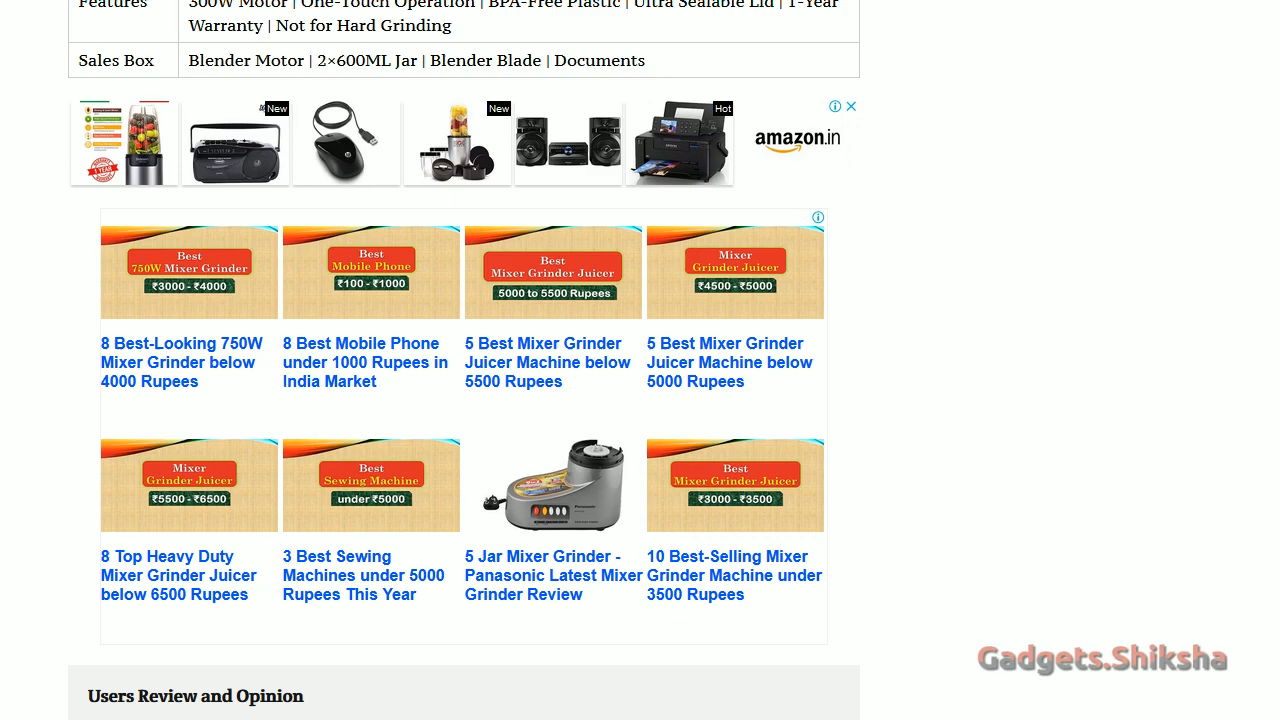 Features
300W Motor | One-Touch Operation | BPA-Free Plastic | Ultra Sealable Lid | 1-Year
Warranty | Not for Hard Grinding
Sales Box
Blender Motor | 2×600ML Jar | Blender Blade | Documents
New
New
Hot
amazon.in
Best
750W Mixer Grinder
₹3000 - ₹4000
Best
Mobile Phone
₹100 - ₹1000
Best
Mixer Grinder Juicer
5000 to 5500 Rupees
Mixer
Grinder Juicer
₹4500 - ₹5000
8 Best-Looking 750W
Mixer Grinder below
4000 Rupees
8 Best Mobile Phone
under 1000 Rupees in
India Market
5 Best Mixer Grinder
Juicer Machine below
5500 Rupees
5 Best Mixer Grinder
Juicer Machine below
5000 Rupees
Mixer
Grinder Juicer
₹5500 - ₹6500
Best
Sewing Machine
under ₹5000
Best
Mixer Grinder Juicer
₹3000 - ₹3500
8 Top Heavy Duty
Mixer Grinder Juicer
below 6500 Rupees
3 Best Sewing
Machines under 5000
Rupees This Year
5 Jar Mixer Grinder -
Panasonic Latest Mixer
Grinder Review
10 Best-Selling Mixer
Grinder Machine under
3500 Rupees
Gadgets.Shiksha
Users Review and Opinion